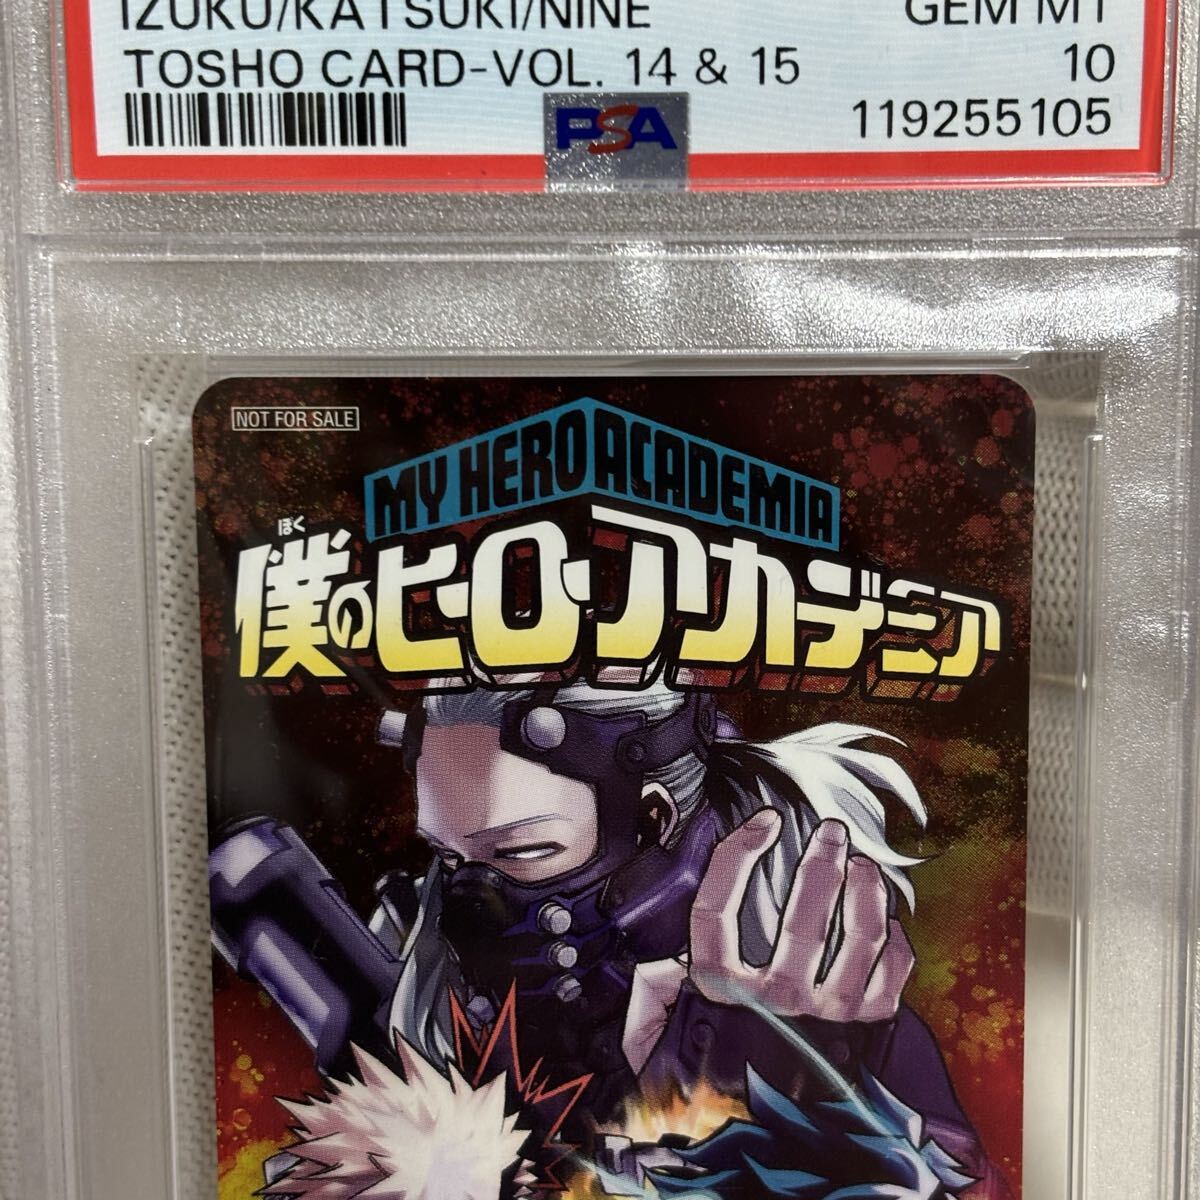 IZUKU/KATSUKI/NINE GEM MT
TOSHO CARD-VOL. 14 & 15 10
PSA 119255105
NOT FOR SALE
MY HERO ACADEMIA
ぼく
僕のヒーローアカデミア